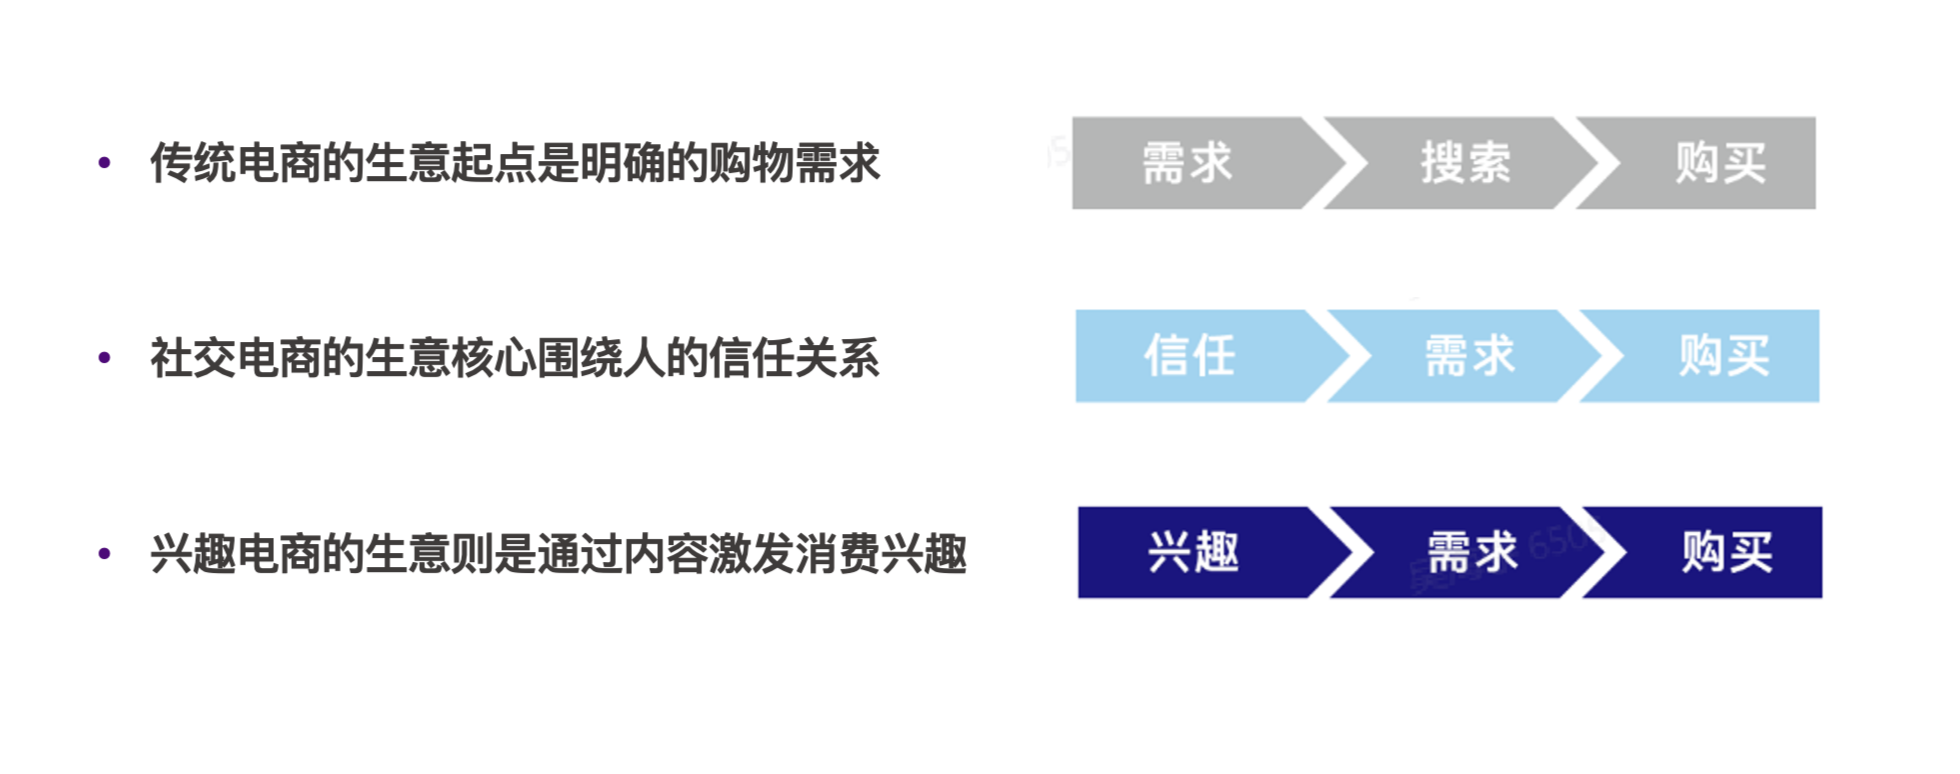 • 传统电商的生意起点是明确的购物需求
需求 搜索 购买
• 社交电商的生意核心围绕人的信任关系
信任 需求 购买
• 兴趣电商的生意则是通过内容激发消费兴趣
兴趣 需求 购买